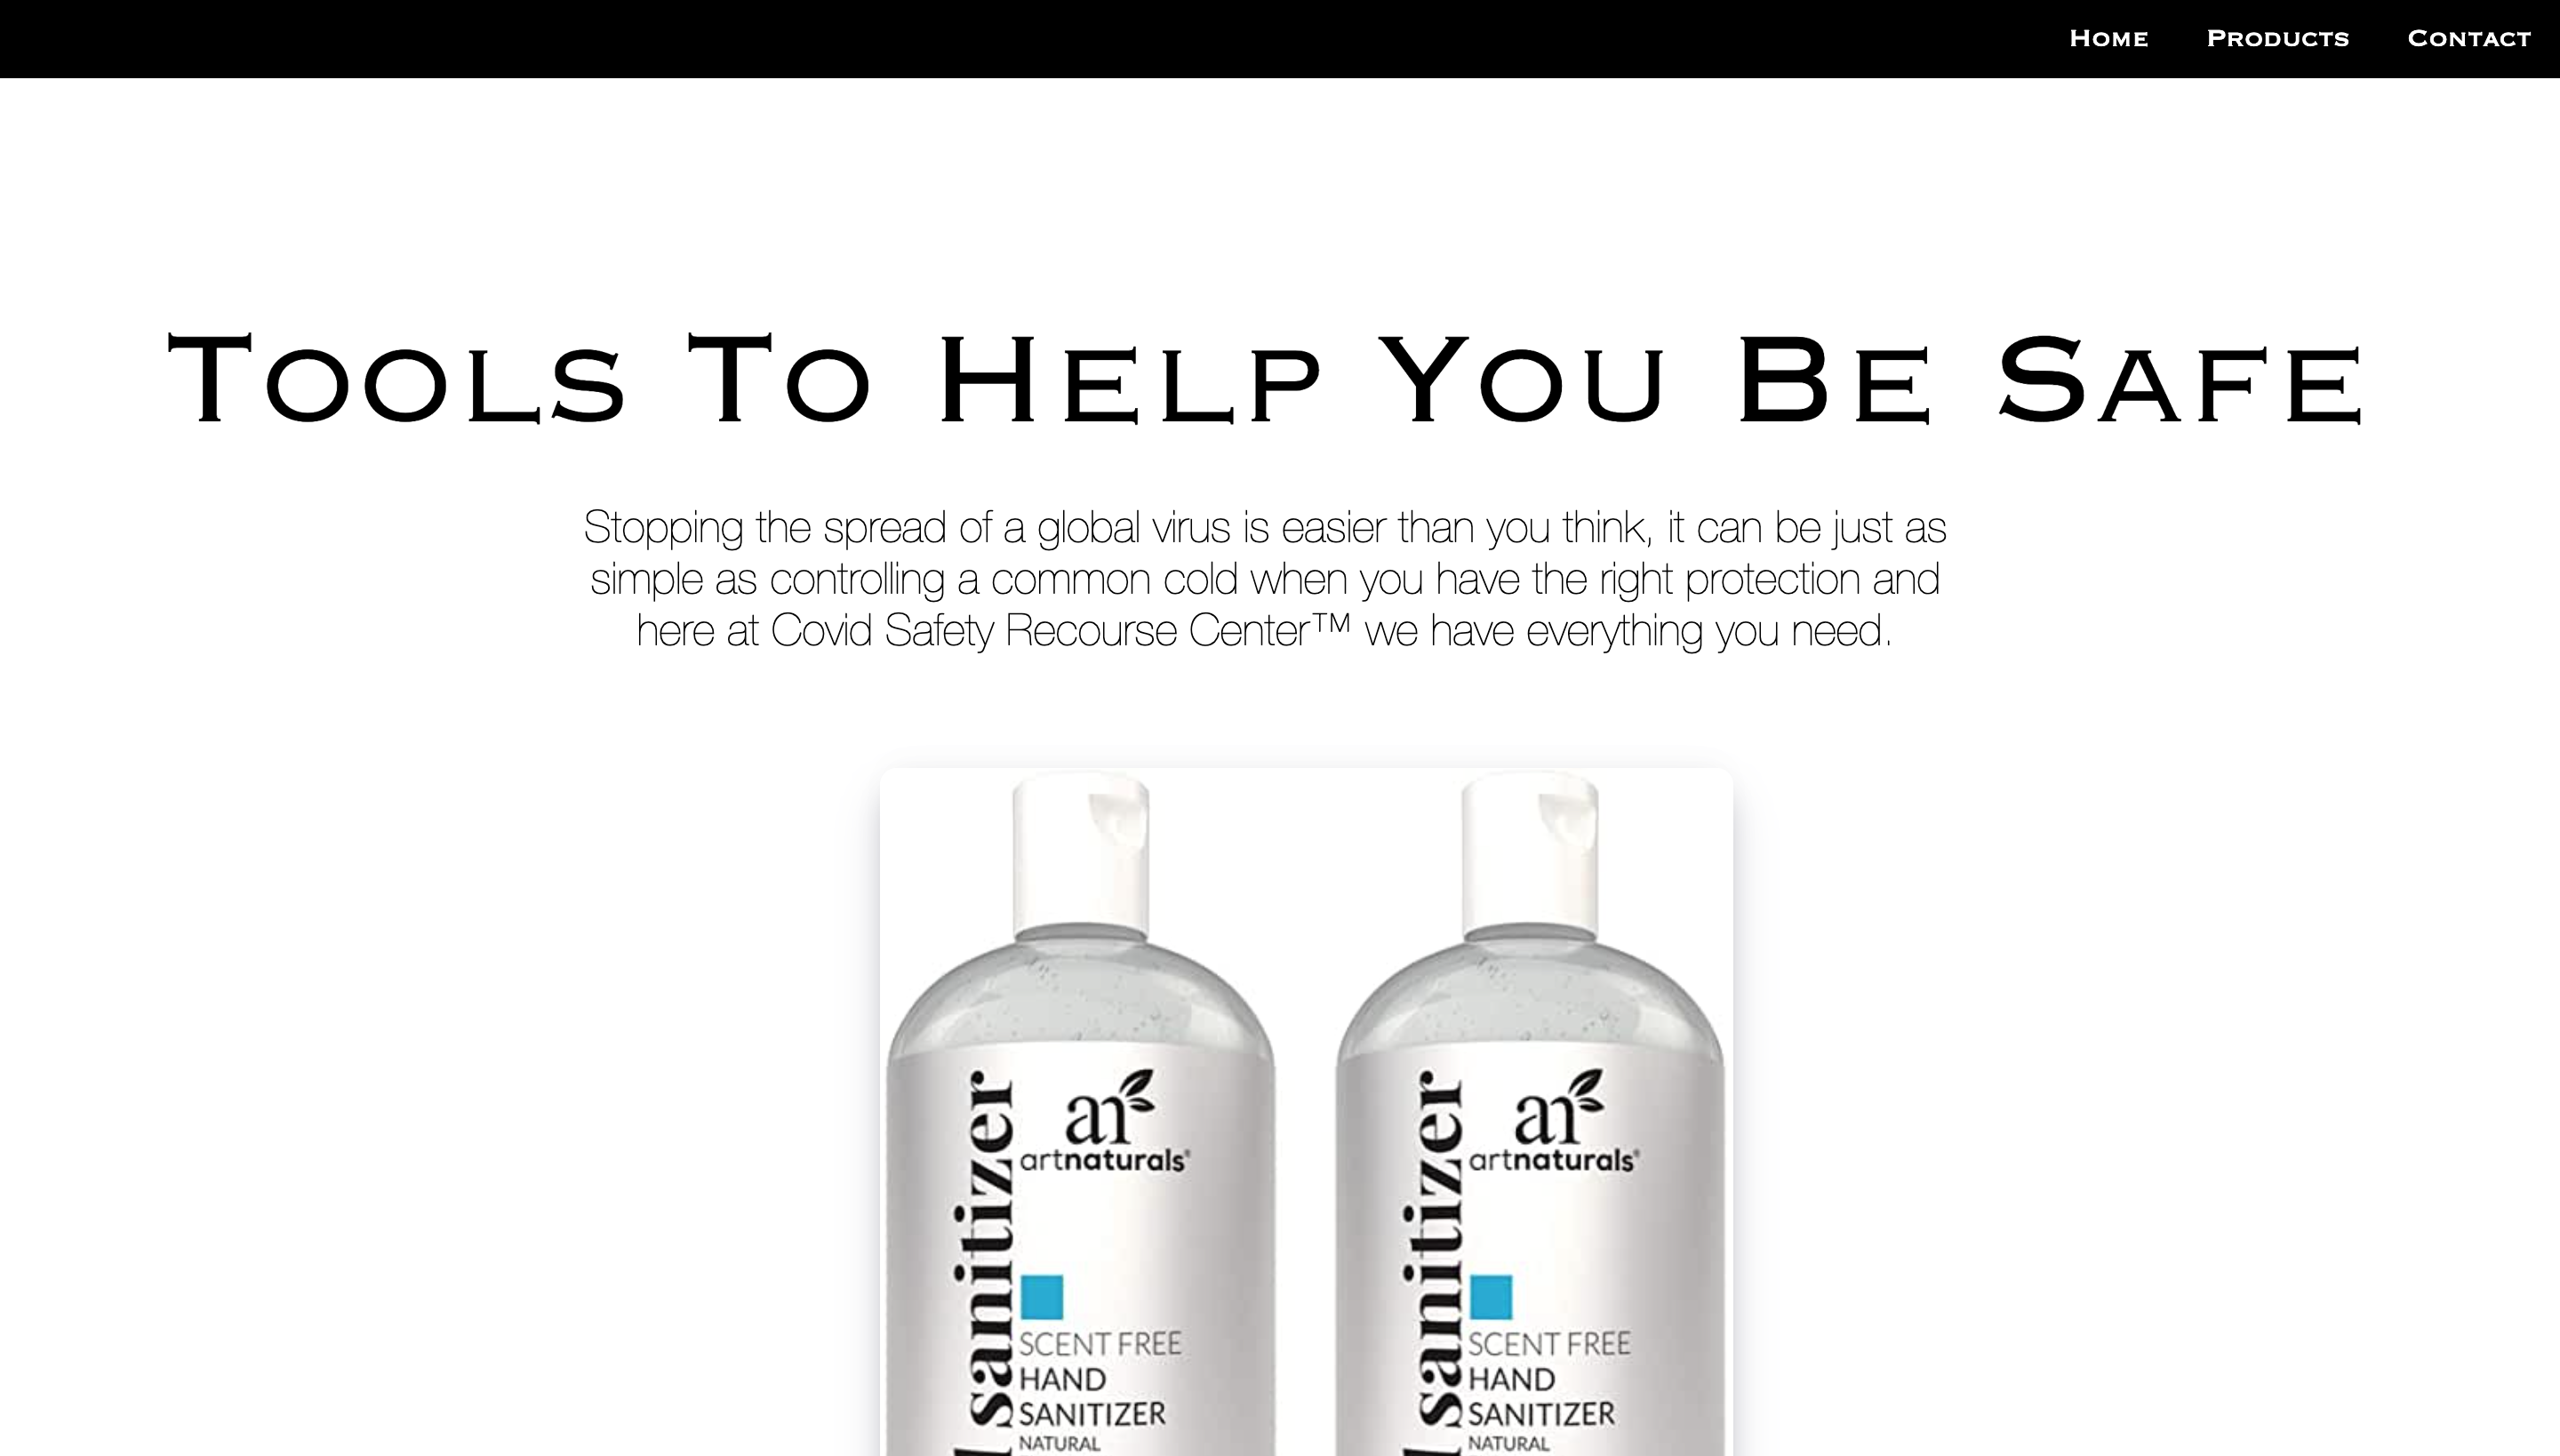 Home Products Contact
Tools To Help You Be Safe
Stopping the spread of a global virus is easier than you think, it can be just as
simple as controlling a common cold when you have the right protection and
here at Covid Safety Recourse Center™ we have everything you need.
sanitizer
an
artnaturals®
SCENT FREE
HAND
SANITIZER
NATURAL
sanitizer
an
artnaturals®
SCENT FREE
HAND
SANITIZER
NATURAL